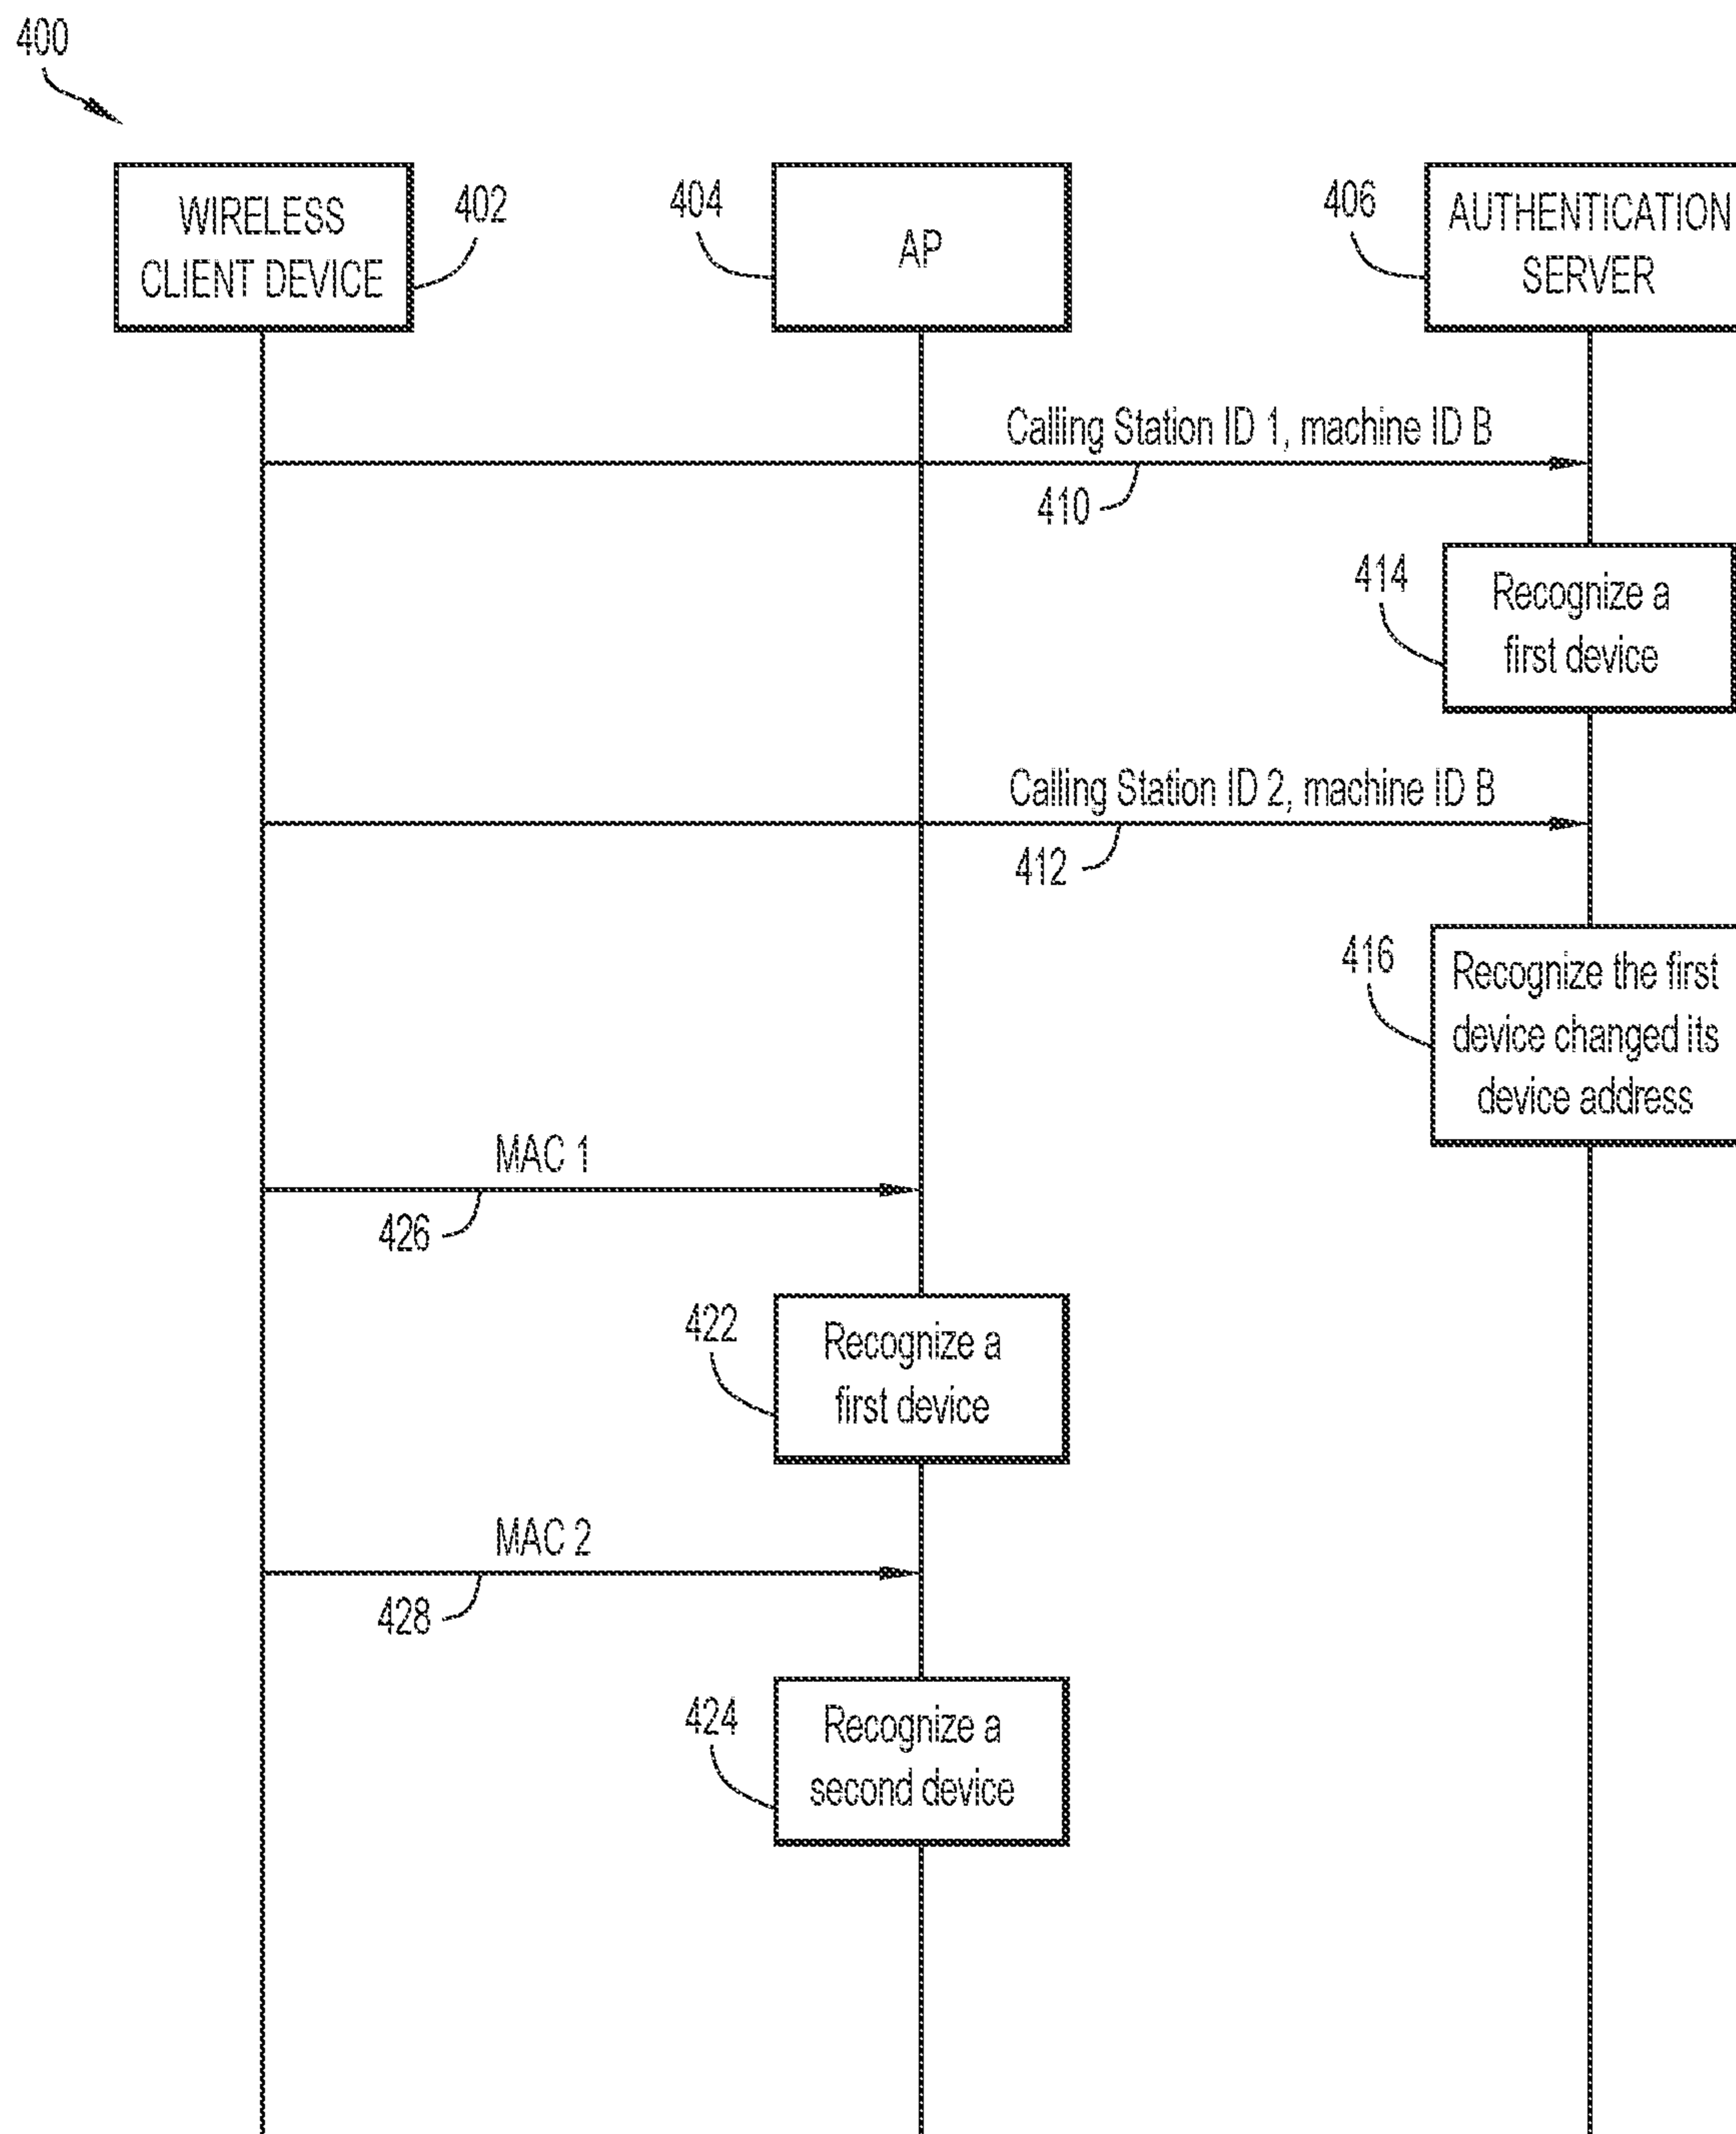 400
WIRELESS
CLIENT DEVICE
402
404
AP
406
AUTHENTICATION
SERVER
Calling Station ID 1, machine ID B
410
414
Recognize a
first device
Calling Station ID 2, machine ID B
412
416
Recognize the first
device changed its
device address
MAC 1
426
422
Recognize a
first device
MAC 2
428
424
Recognize a
second device